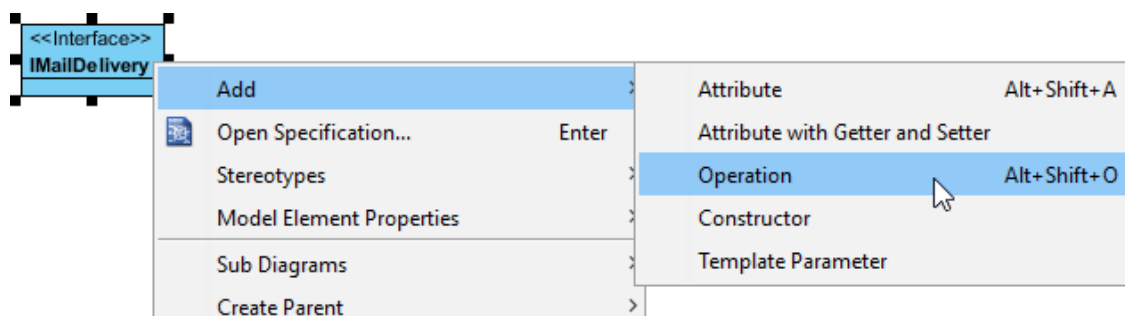 <<Interface>>
IMailDelivery
Add
Attribute Alt+Shift+A
Open Specification... Enter
Attribute with Getter and Setter
Stereotypes
Operation Alt+Shift+O
Model Element Properties
Constructor
Sub Diagrams
Template Parameter
Create Parent